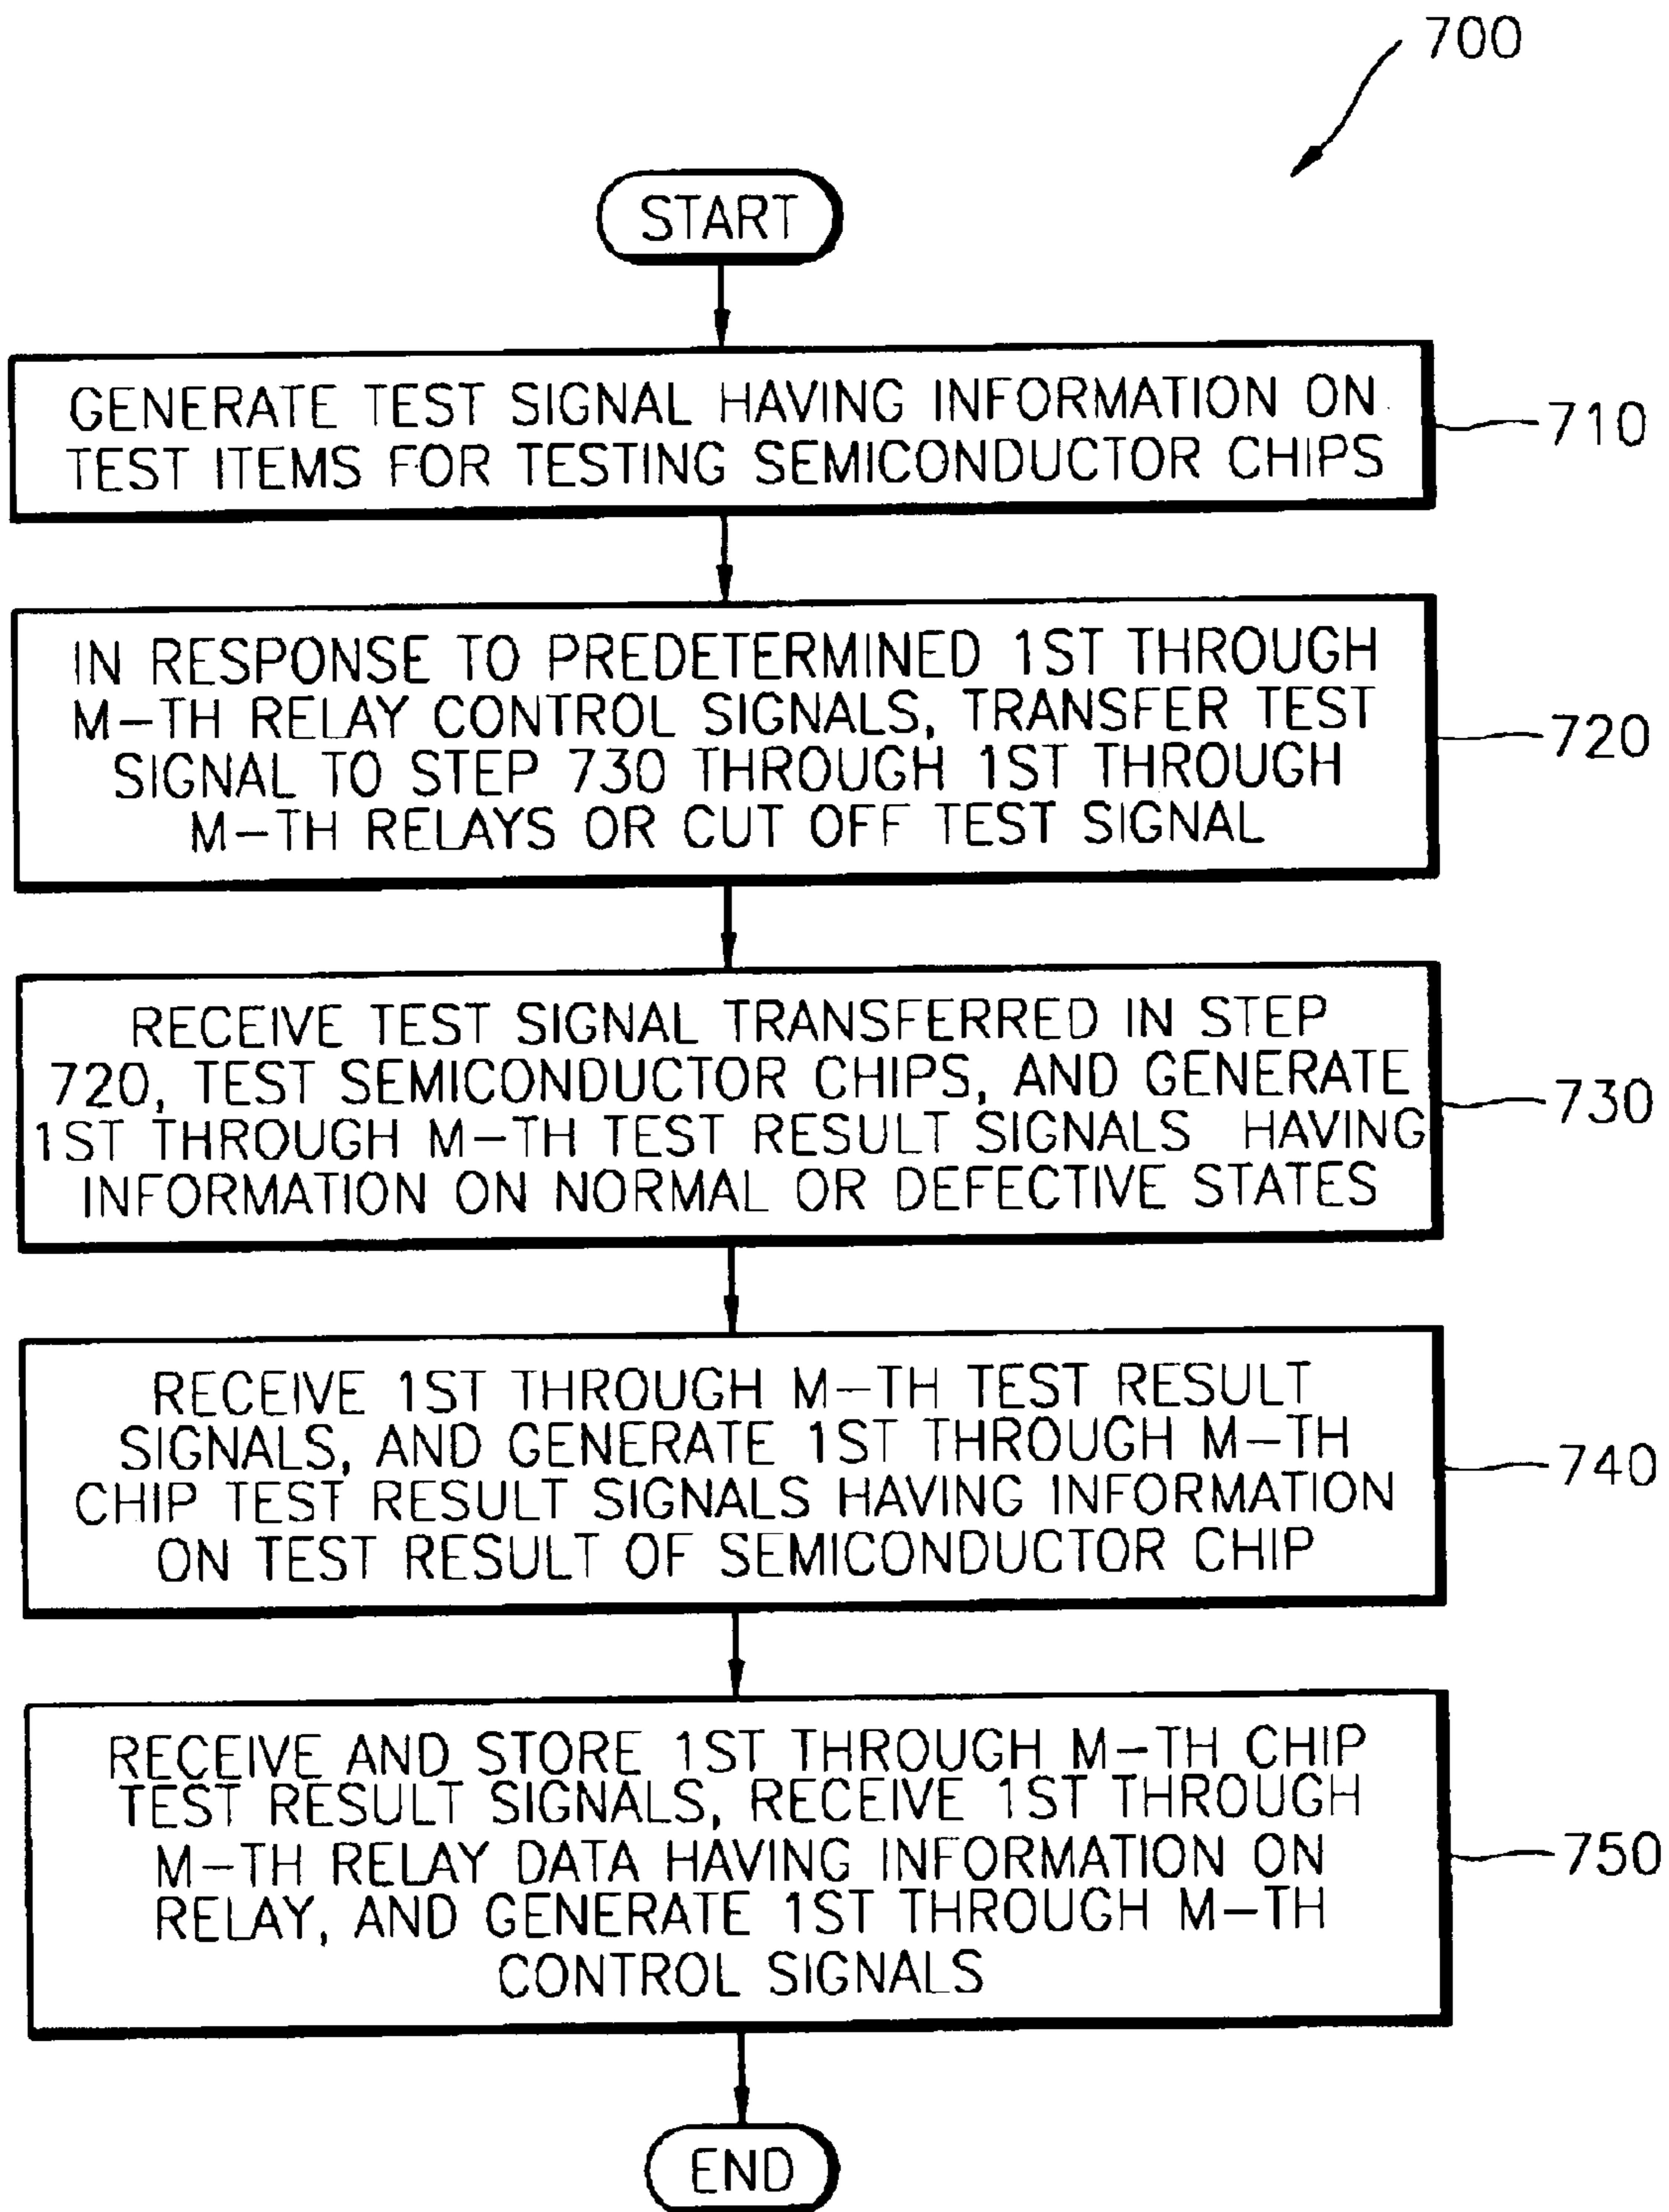 700
START
GENERATE TEST SIGNAL HAVING INFORMATION ON
TEST ITEMS FOR TESTING SEMICONDUCTOR CHIPS
710
IN RESPONSE TO PREDETERMINED 1ST THROUGH
M-TH RELAY CONTROL SIGNALS, TRANSFER TEST
SIGNAL TO STEP 730 THROUGH 1ST THROUGH
M-TH RELAYS OR CUT OFF TEST SIGNAL
720
RECEIVE TEST SIGNAL TRANSFERRED IN STEP
720, TEST SEMICONDUCTOR CHIPS, AND GENERATE
1ST THROUGH M-TH TEST RESULT SIGNALS HAVING
INFORMATION ON NORMAL OR DEFECTIVE STATES
730
RECEIVE 1ST THROUGH M-TH TEST RESULT
SIGNALS, AND GENERATE 1ST THROUGH M-TH
CHIP TEST RESULT SIGNALS HAVING INFORMATION
ON TEST RESULT OF SEMICONDUCTOR CHIP
740
RECEIVE AND STORE 1ST THROUGH M-TH CHIP
TEST RESULT SIGNALS, RECEIVE 1ST THROUGH
M-TH RELAY DATA HAVING INFORMATION ON
RELAY, AND GENERATE 1ST THROUGH M-TH
CONTROL SIGNALS
750
END